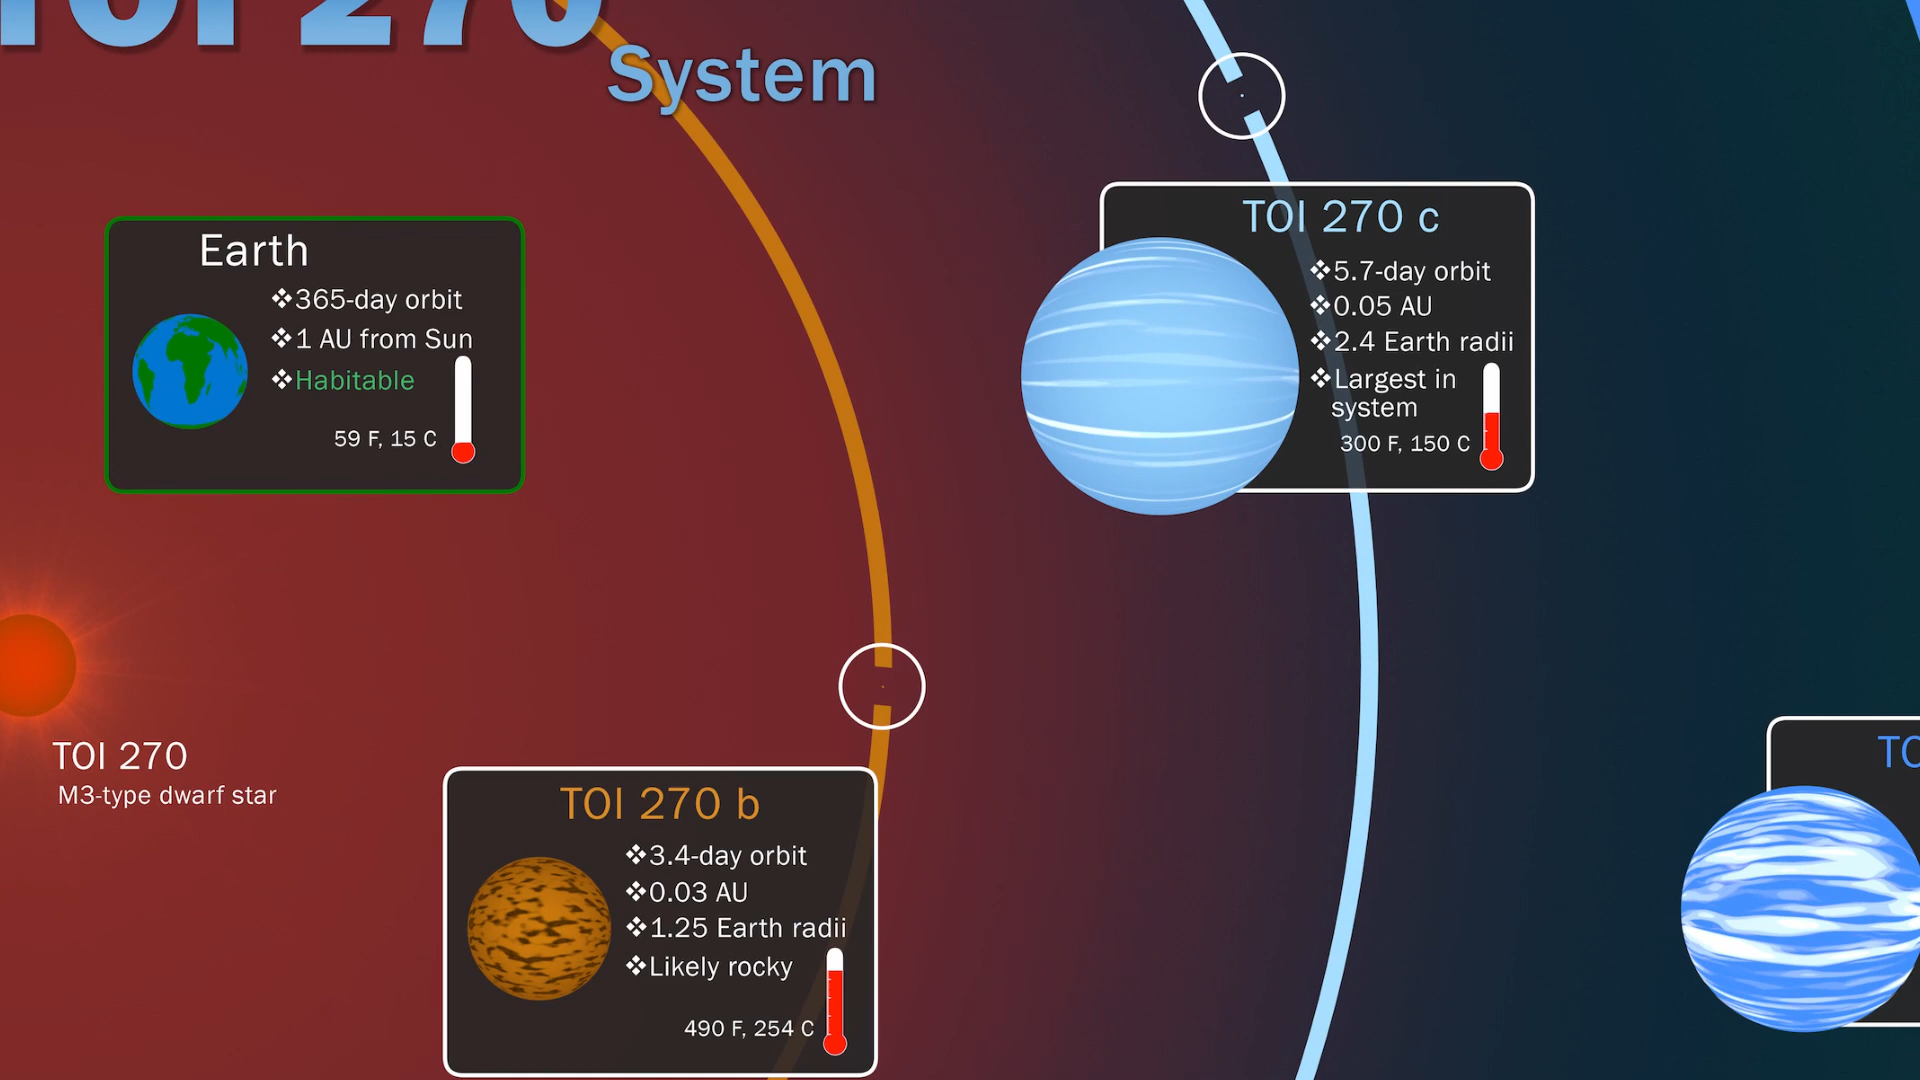 TOI 270
System
Earth
❖365-day orbit
❖1 AU from Sun
❖Habitable
59 F, 15 C
TOI 270 c
❖5.7-day orbit
❖0.05 AU
❖2.4 Earth radii
❖Largest in
system
300 F, 150 C
TOI 270
M3-type dwarf star
TOI 270 b
❖3.4-day orbit
❖0.03 AU
❖1.25 Earth radii
❖Likely rocky
490 F, 254 C